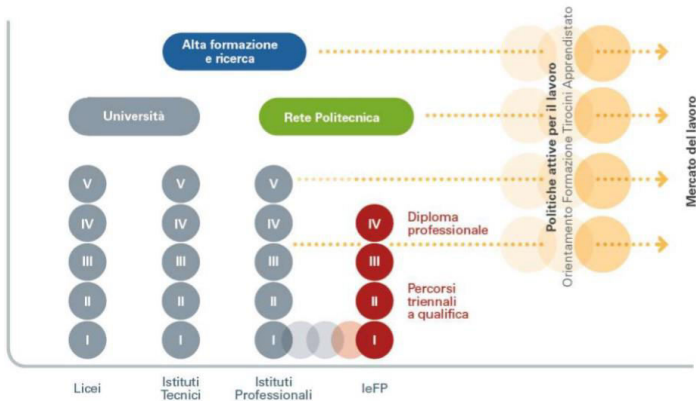 Alta formazione
e ricerca
Università
Rete Politecnica
V
V
V
IV
IV
IV
IV
Diploma
professionale
III
III
III
III
II
II
II
II
Percorsi
triennali
a qualifica
I
I
I
I
Licei
Istituti
Tecnici
Istituti
Professionali
IeFP
Politiche attive per il lavoro
Orientamento Formazione Tirocini Apprendistato
Mercato del lavoro